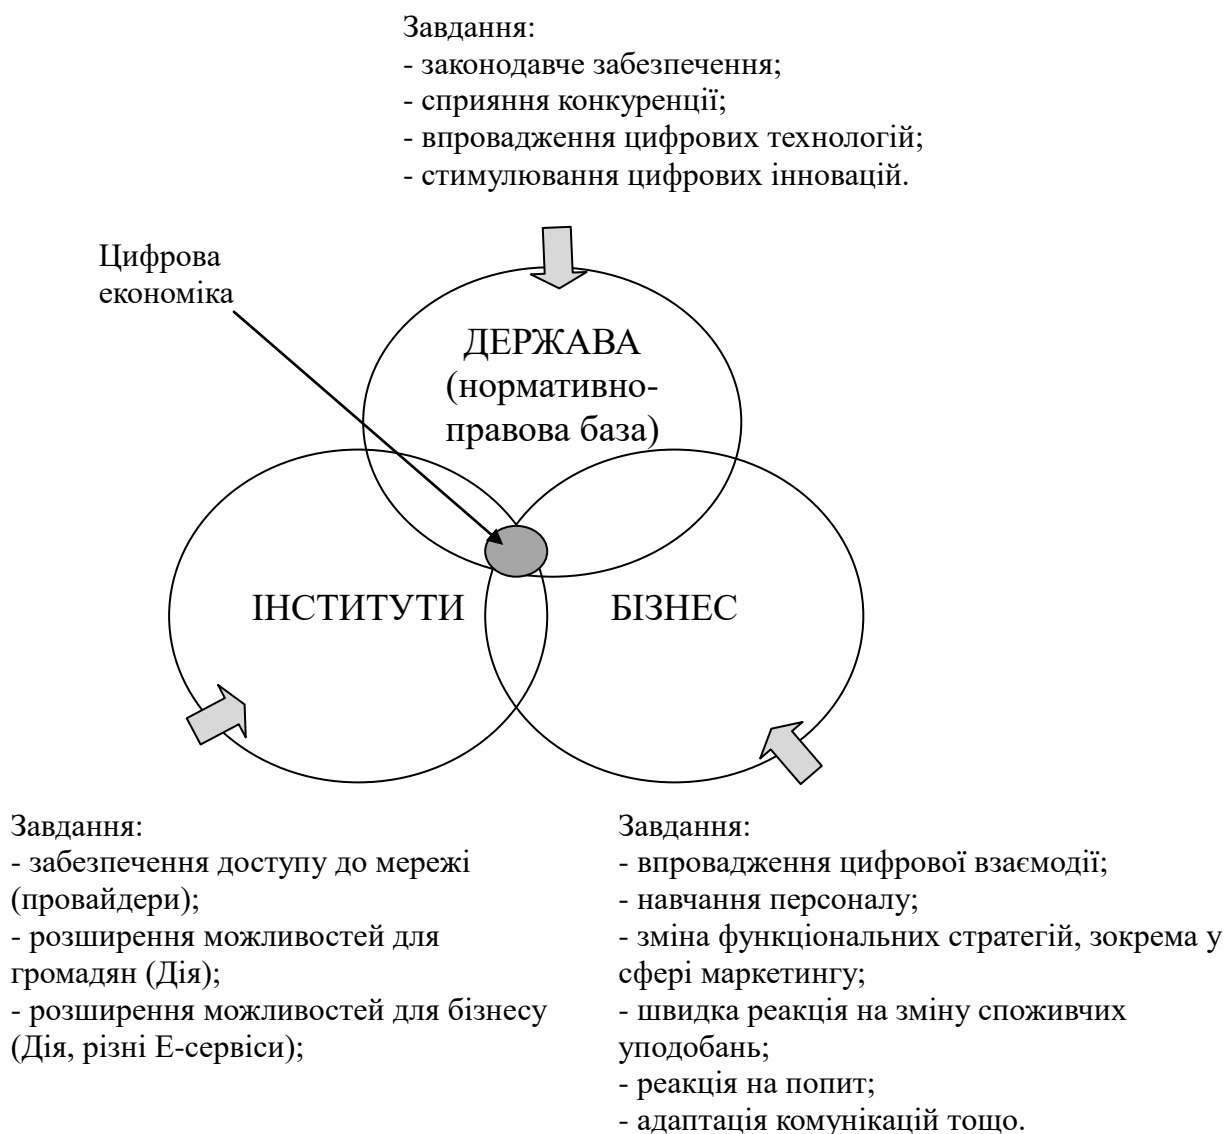 Завдання:
- законодавче забезпечення;
- сприяння конкуренції;
- впровадження цифрових технологій;
- стимулювання цифрових інновацій.
Цифрова
економіка
ДЕРЖАВА
(нормативно-
правова база)
ІНСТИТУТИ
БІЗНЕС
Завдання:
- забезпечення доступу до мережі
(провайдери);
- розширення можливостей для
громадян (Дія);
- розширення можливостей для бізнесу
(Дія, різні Е-сервіси);
Завдання:
- впровадження цифрової взаємодії;
- навчання персоналу;
- зміна функціональних стратегій, зокрема у
сфері маркетингу;
- швидка реакція на зміну споживчих
уподобань;
- реакція на попит;
- адаптація комунікацій тощо.